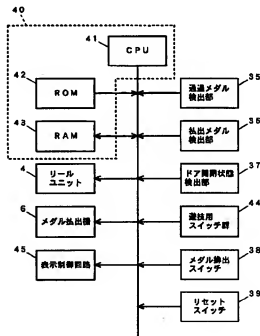 40
41
CPU
42
ROM
43
RAM
35
通過メダル
検出部
36
払出メダル
検出部
4
リール
ユニット
37
ドア開閉状態
検出部
6
メダル払出機
44
遊技用
スイッチ群
45
表示制御回路
38
メダル排出
スイッチ
39
リセット
スイッチ